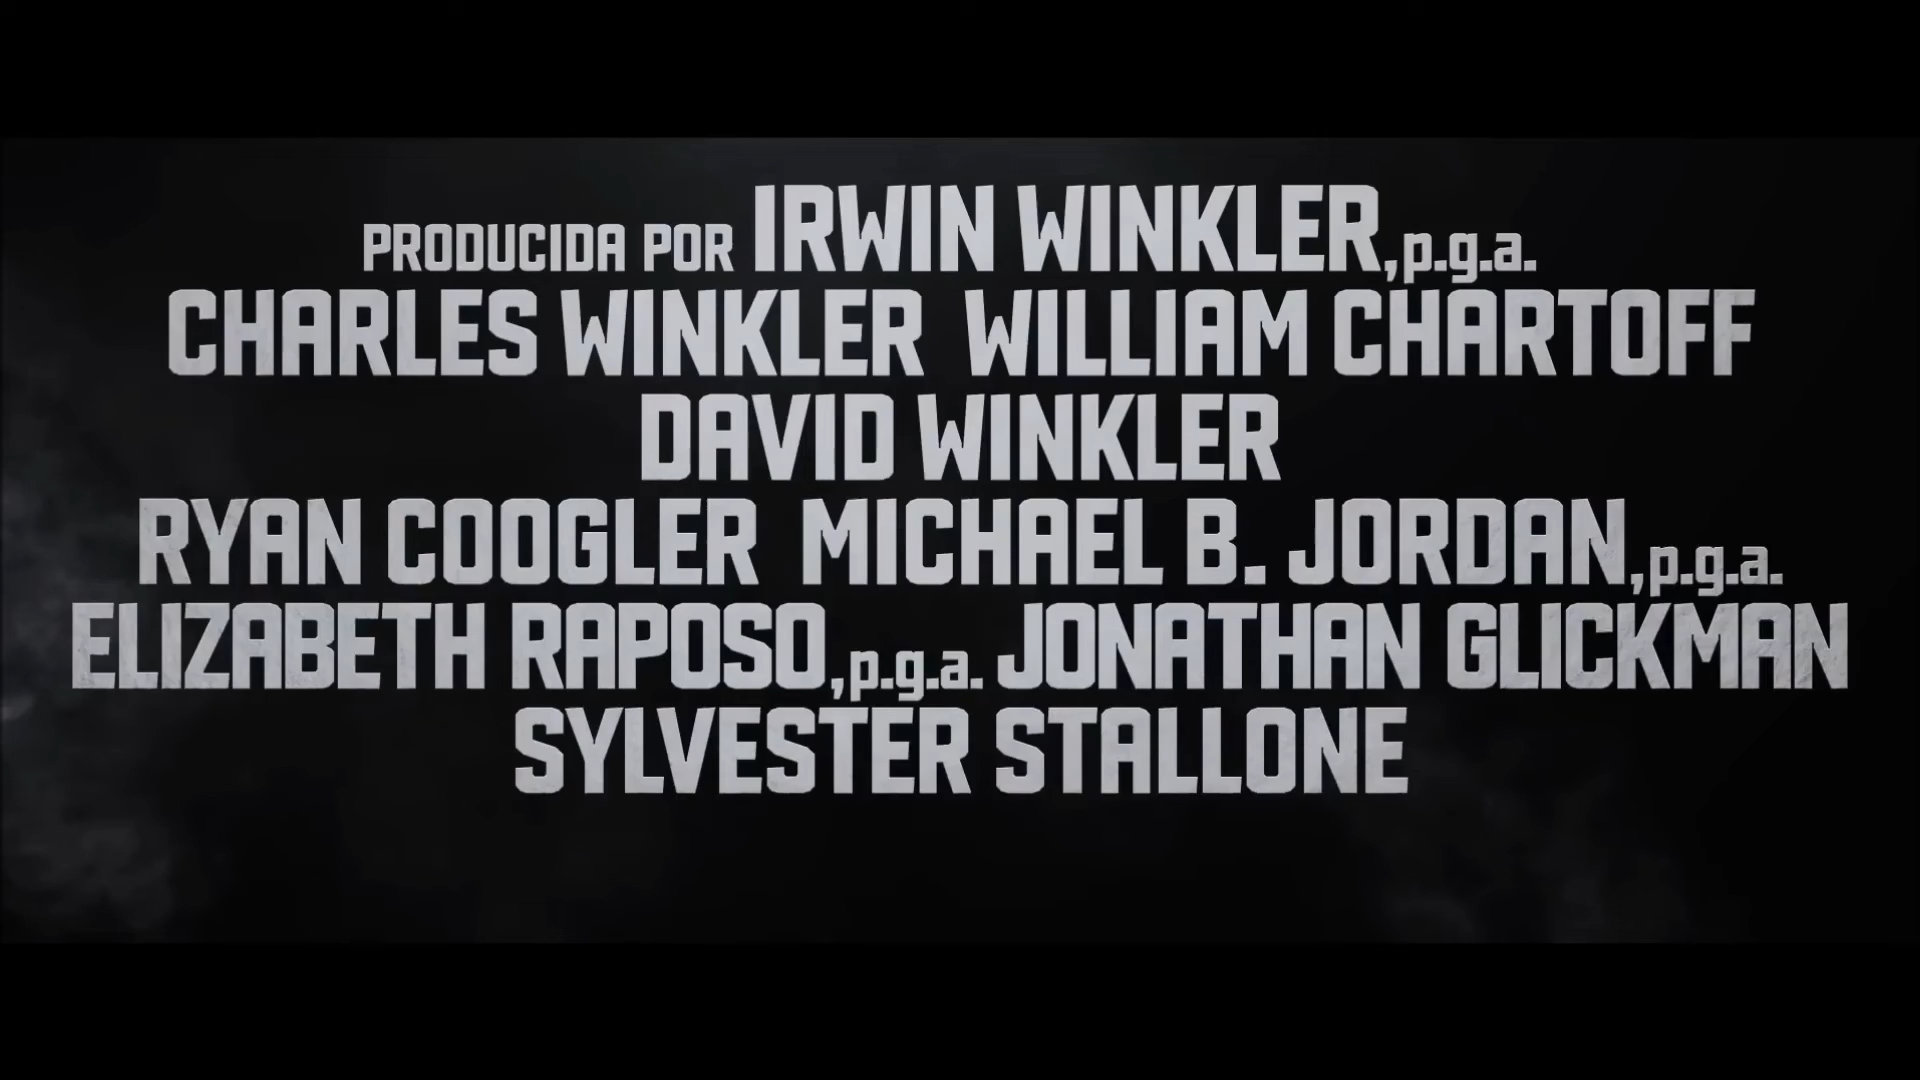 PRODUCIDA POR IRWIN WINKLER, p.g.a.
CHARLES WINKLER WILLIAM CHARTOFF
DAVID WINKLER
RYAN COOGLER MICHAEL B. JORDAN, p.g.a.
ELIZABETH RAPOSO, p.g.a. JONATHAN GLICKMAN
SYLVESTER STALLONE